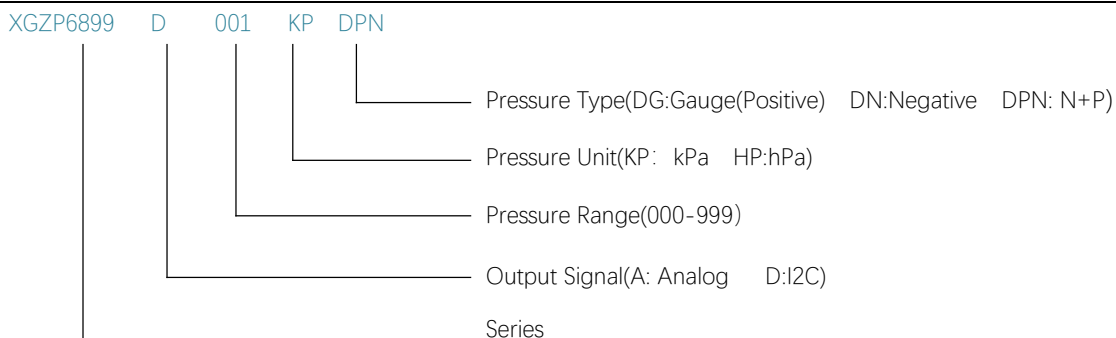 XGZP6899 D 001 KP DPN
Pressure Type(DG:Gauge(Positive) DN:Negative DPN: N+P)
Pressure Unit(KP： kPa HP:hPa)
Pressure Range(000-999）
Output Signal(A: Analog D:I2C)
Series